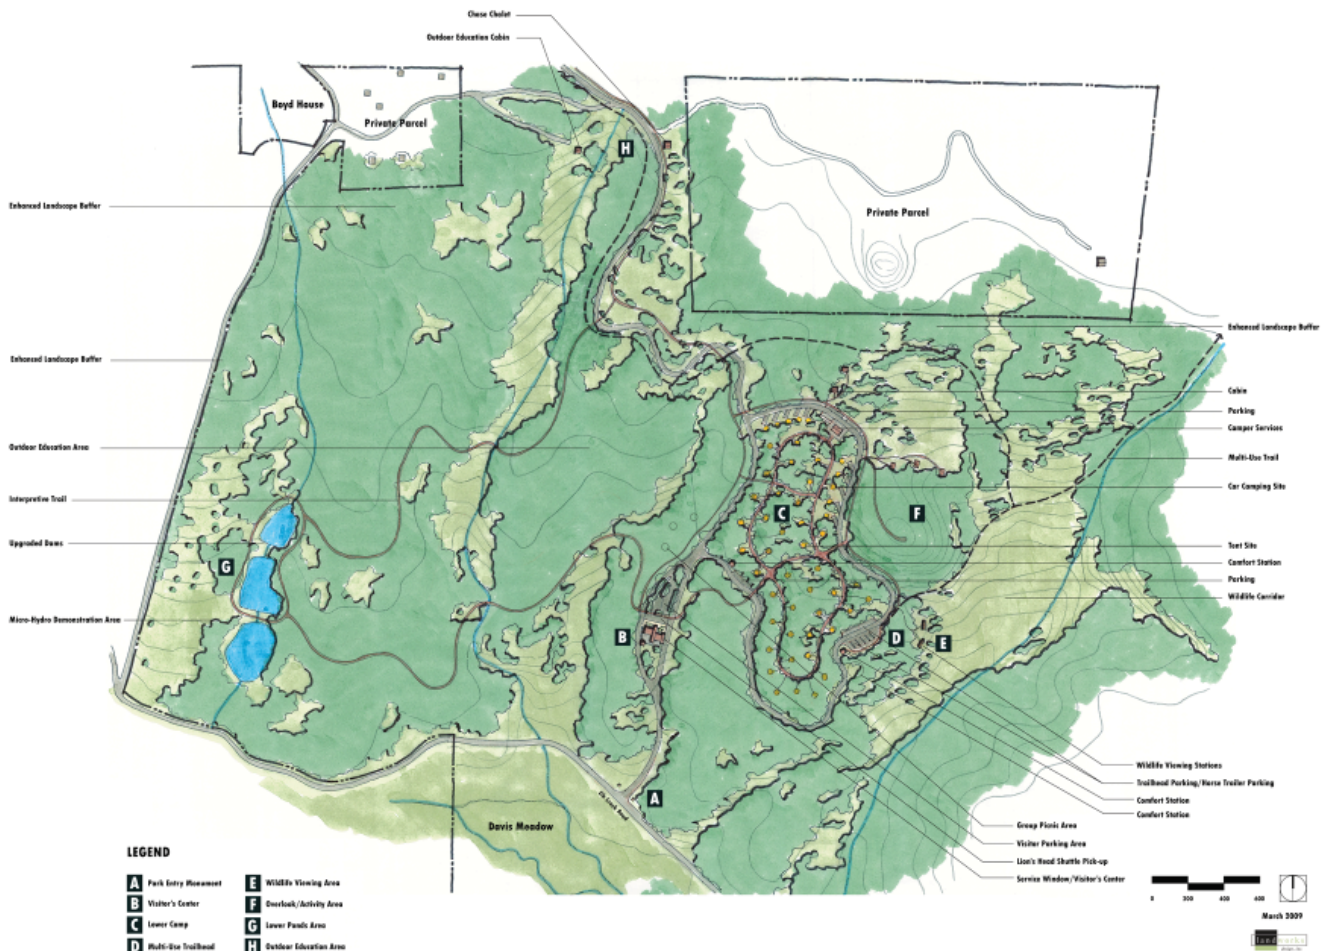 Chase Chalet
Outdoor Education Cabin
Boyd House
Private Parcel
H
Enhanced Landscape Buffer
Private Parcel
Enhanced Landscape Buffer
Enhanced Landscape Buffer
Cabin
Parking
Camper Services
Outdoor Education Area
Multi-Use Trail
Interpretive Trail
Car Camping Site
C
F
Upgraded Dams
Tent Site
G
Comfort Station
Parking
Wildlife Corridor
Micro-Hydro Demonstration Area
B
D
E
Wildlife Viewing Stations
Trailhead Parking/Horse Trailer Parking
A
Comfort Station
Comfort Station
Davis Meadow
Group Picnic Area
Visitor Parking Area
Lion's Head Shuttle Pick-up
Service Window/Visitor's Center
LEGEND
A Park Entry Monument
B Visitor's Center
C Lower Camp
D Multi-Use Trailhead
E Wildlife Viewing Area
F Overlook/Activity Area
G Lower Ponds Area
H Outdoor Education Area
0 200 400 600
March 2009
landworks